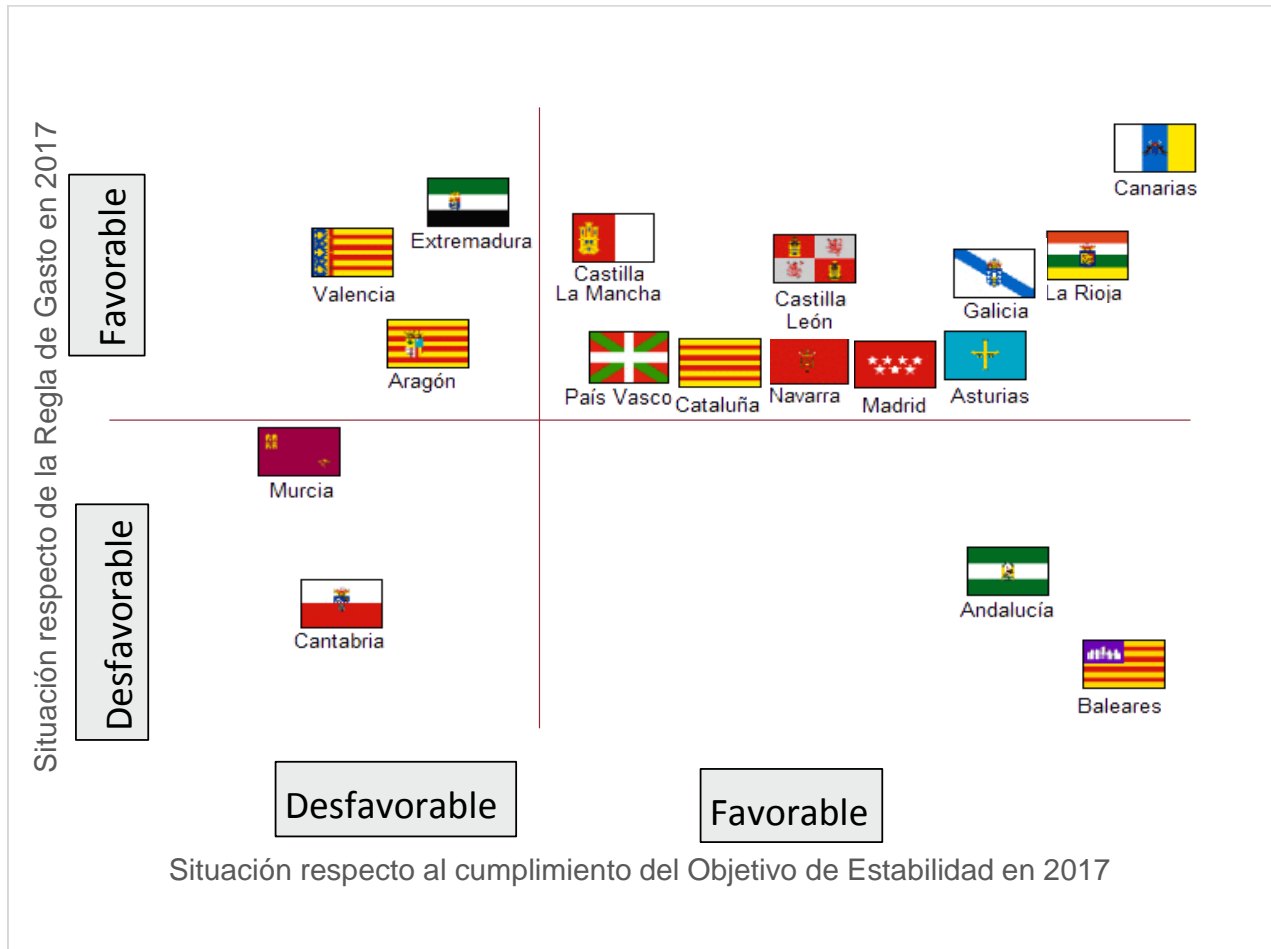 Situación respecto de la Regla de Gasto en 2017
Favorable
Desfavorable
Canarias
Extremadura
Valencia
Castilla
La Mancha
Castilla
León
Galicia
La Rioja
Aragón
País Vasco
Cataluña
Navarra
Madrid
Asturias
Murcia
Cantabria
Andalucía
Baleares
Desfavorable
Favorable
Situación respecto al cumplimiento del Objetivo de Estabilidad en 2017